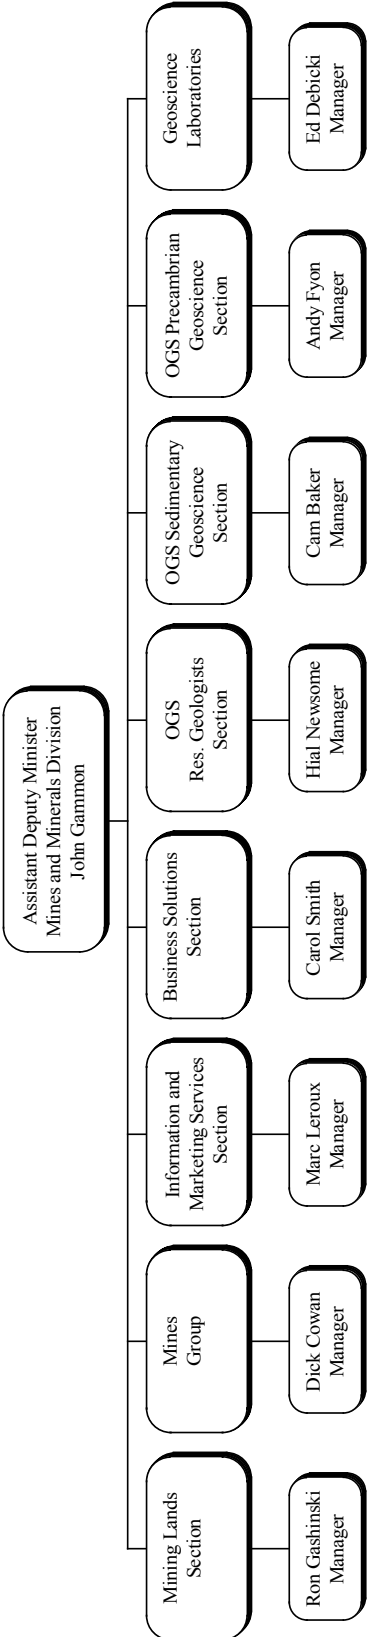 Assistant Deputy Minister
Mines and Minerals Division
John Gammon
Mining Lands
Section
Mines
Group
Information and
Marketing Services
Section
Business Solutions
Section
OGS
Res. Geologists
Section
OGS Sedimentary
Geoscience
Section
OGS Precambrian
Geoscience
Section
Geoscience
Laboratories
Ron Gashinski
Manager
Dick Cowan
Manager
Marc Leroux
Manager
Carol Smith
Manager
Hial Newsome
Manager
Cam Baker
Manager
Andy Fyon
Manager
Ed Debicki
Manager